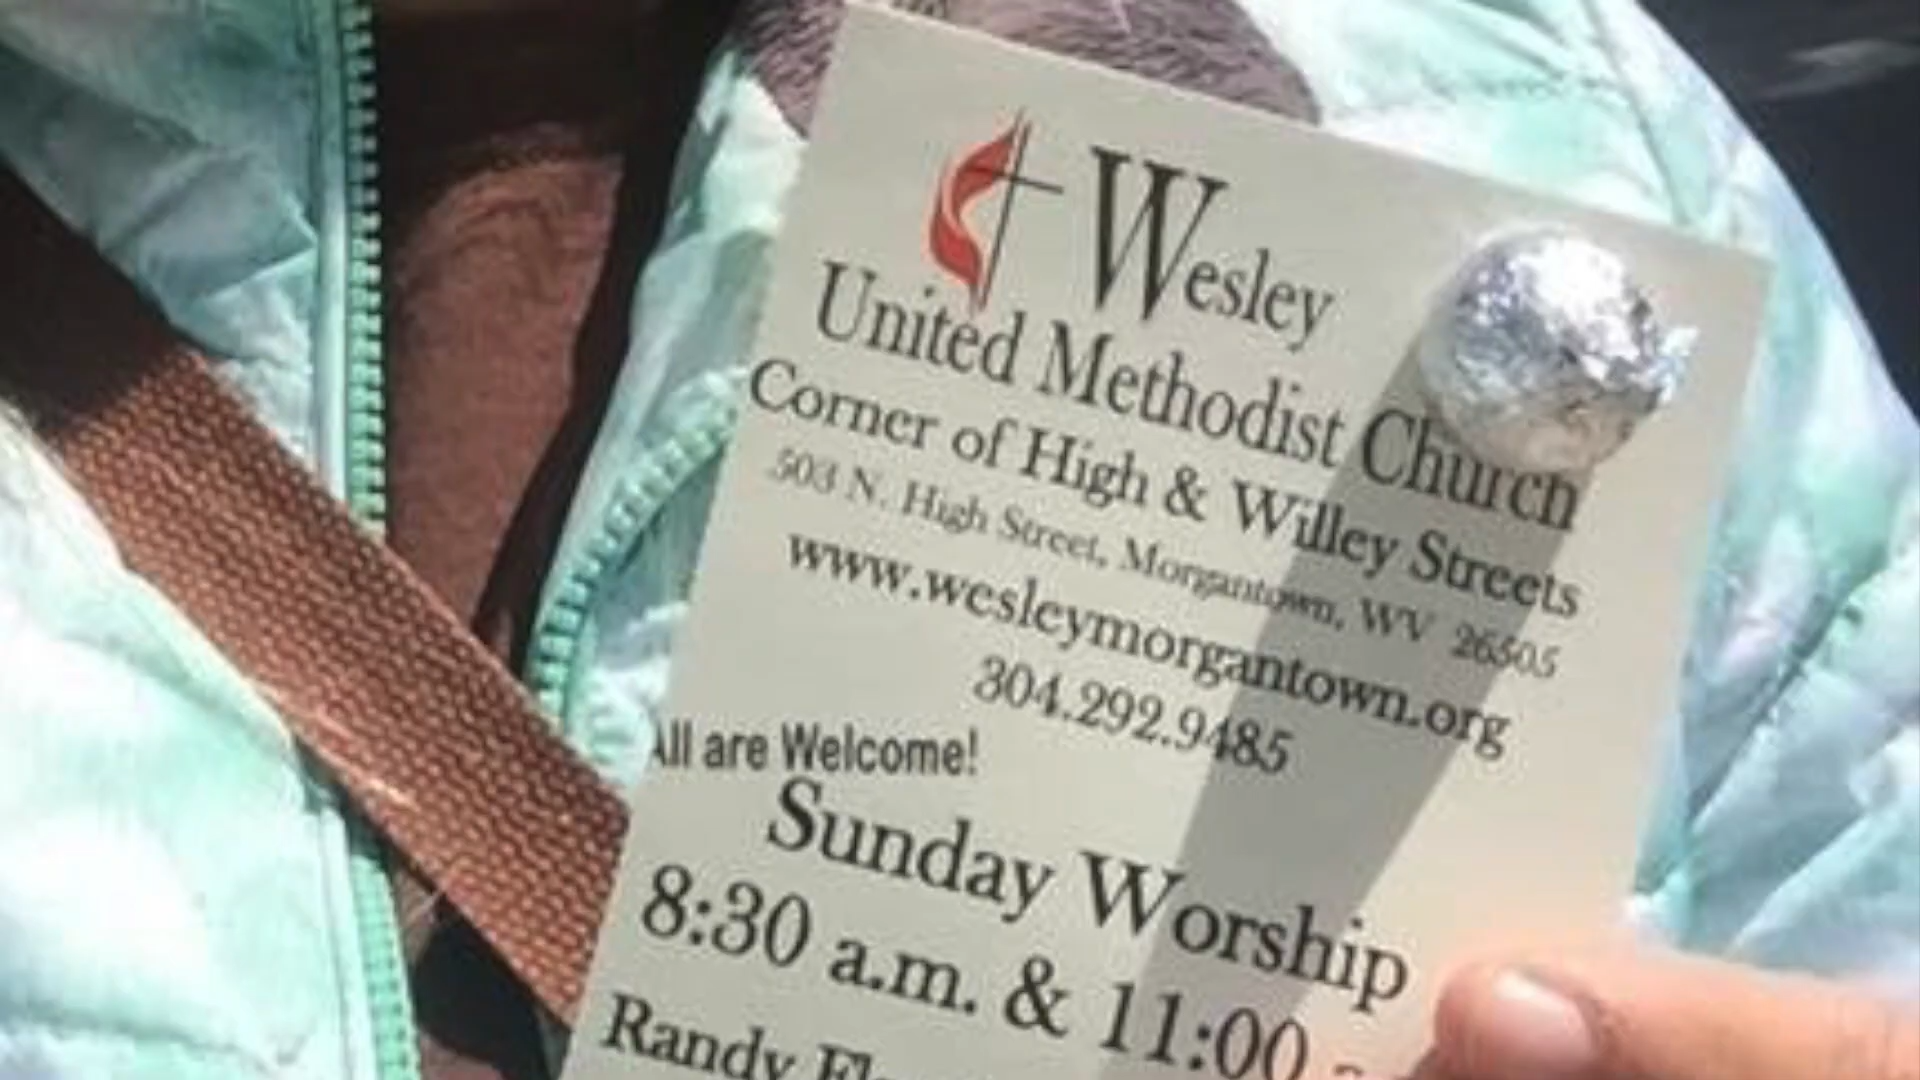 Wesley
United Methodist Church
Corner of High & Willey Streets
503 N. High Street, Morgantown, WV 26505
www.wesleymorgantown.org
304.292.9485
All are Welcome!
Sunday Worship
8:30 a.m. & 11:00
Randy